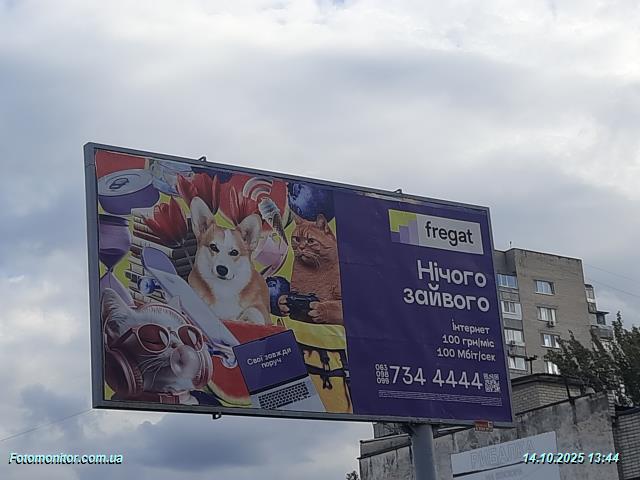 fregat
Нічого
зайвого
інтернет
100 грн/міс
100 Мбіт/сек
063
098
099
734 4444
Свої завжди
поруч
Fotomonitor.com.ua
14.10.2025 13:44